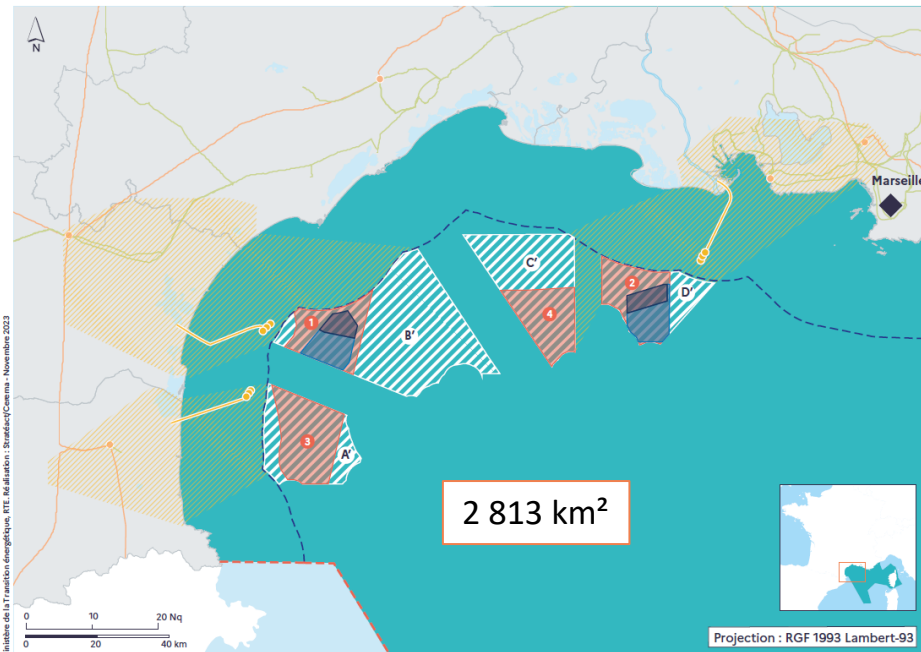 N
Marseille
C'
2
D'
1
4
B'
3
A'
2 813 km²
0 10 20 Nq
0 20 40 km
Projection : RGF 1993 Lambert-93
inistère de la Transition énergétique, RTE. Réalisation : Stratéact/Cerema - Novembre 2023